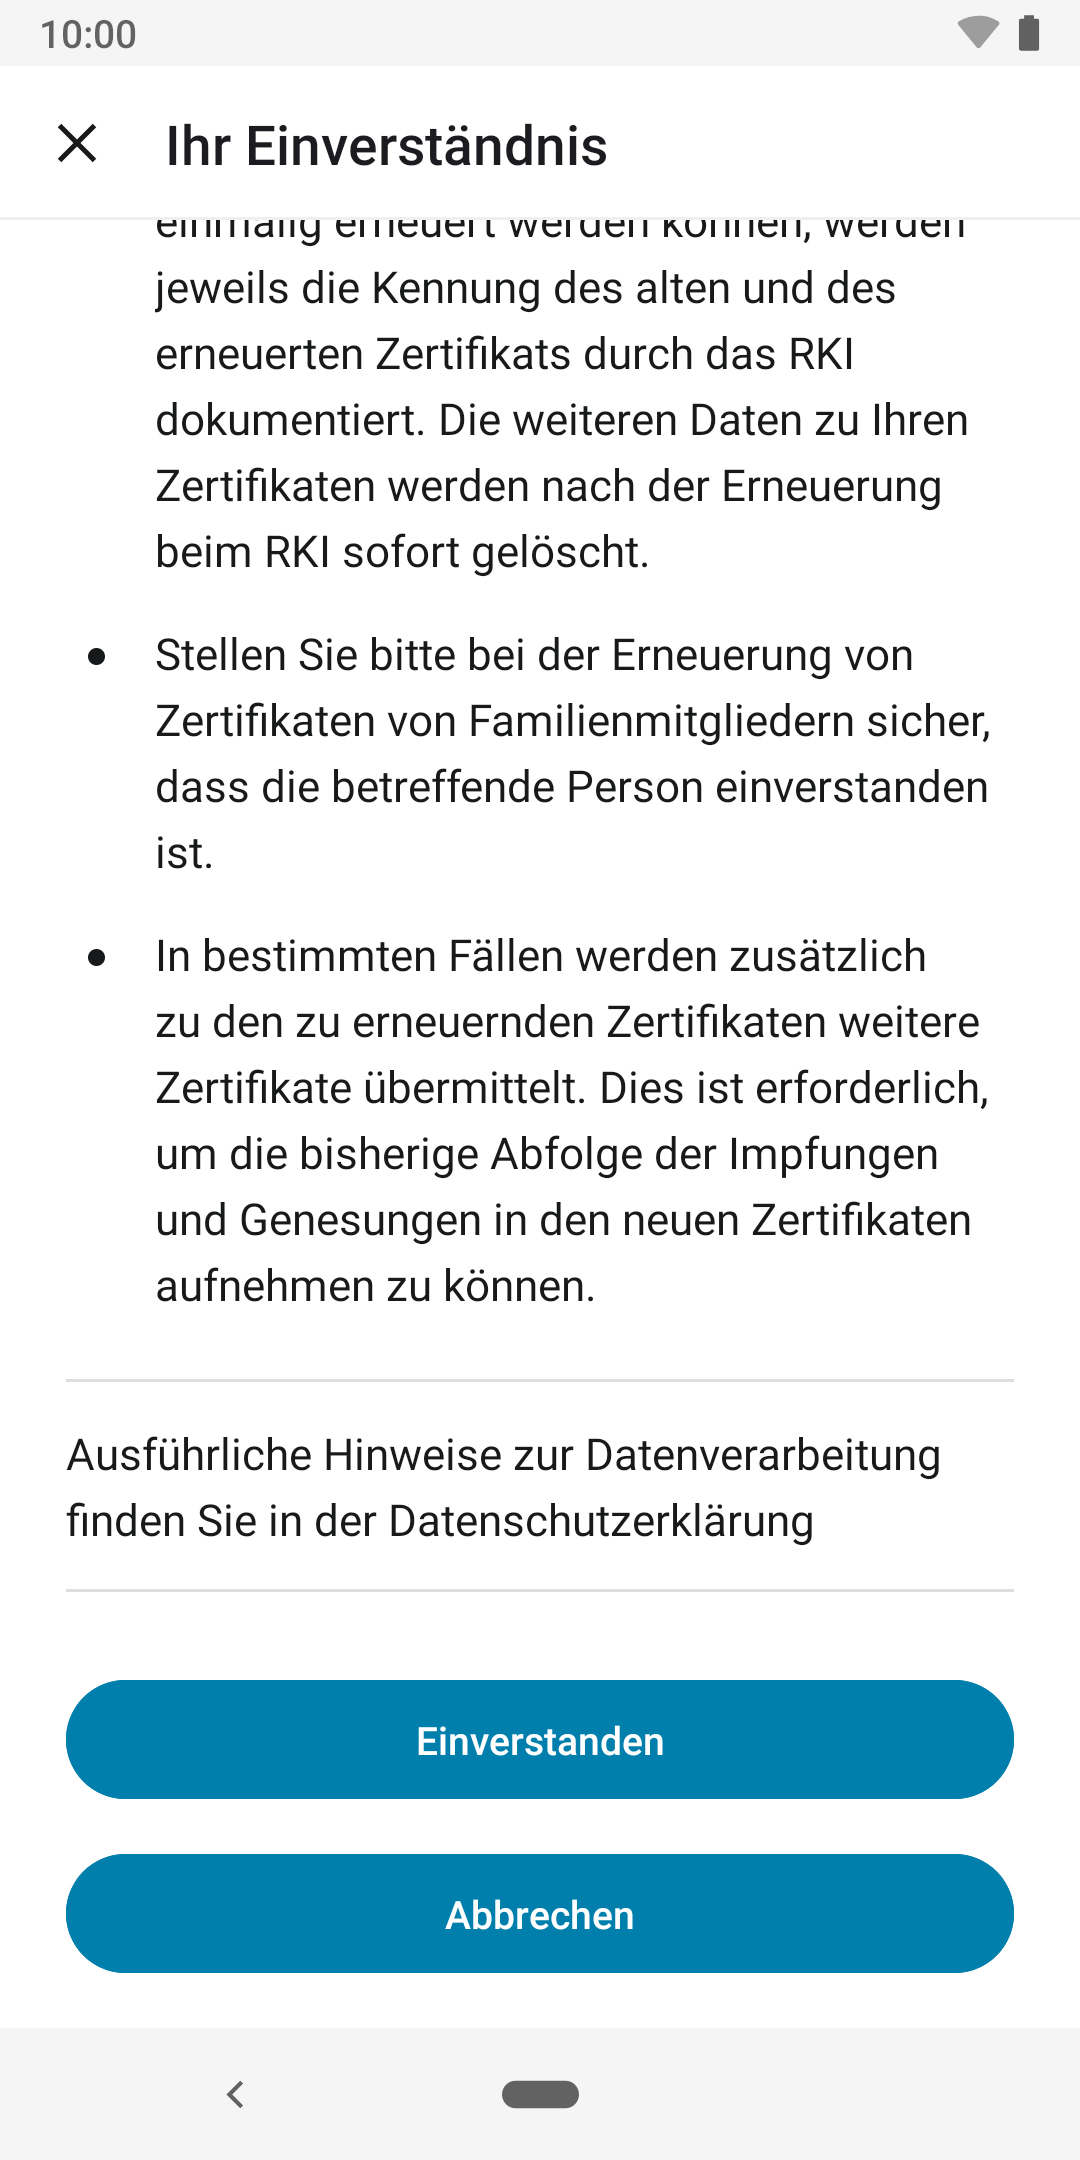 10:00
Ihr Einverständnis
einmalig erneuert werden können, werden
jeweils die Kennung des alten und des
erneuerten Zertifikats durch das RKI
dokumentiert. Die weiteren Daten zu Ihren
Zertifikaten werden nach der Erneuerung
beim RKI sofort gelöscht.
• Stellen Sie bitte bei der Erneuerung von
Zertifikaten von Familienmitgliedern sicher,
dass die betreffende Person einverstanden
ist.
• In bestimmten Fällen werden zusätzlich
zu den zu erneuernden Zertifikaten weitere
Zertifikate übermittelt. Dies ist erforderlich,
um die bisherige Abfolge der Impfungen
und Genesungen in den neuen Zertifikaten
aufnehmen zu können.
Ausführliche Hinweise zur Datenverarbeitung
finden Sie in der Datenschutzerklärung
Einverstanden
Abbrechen